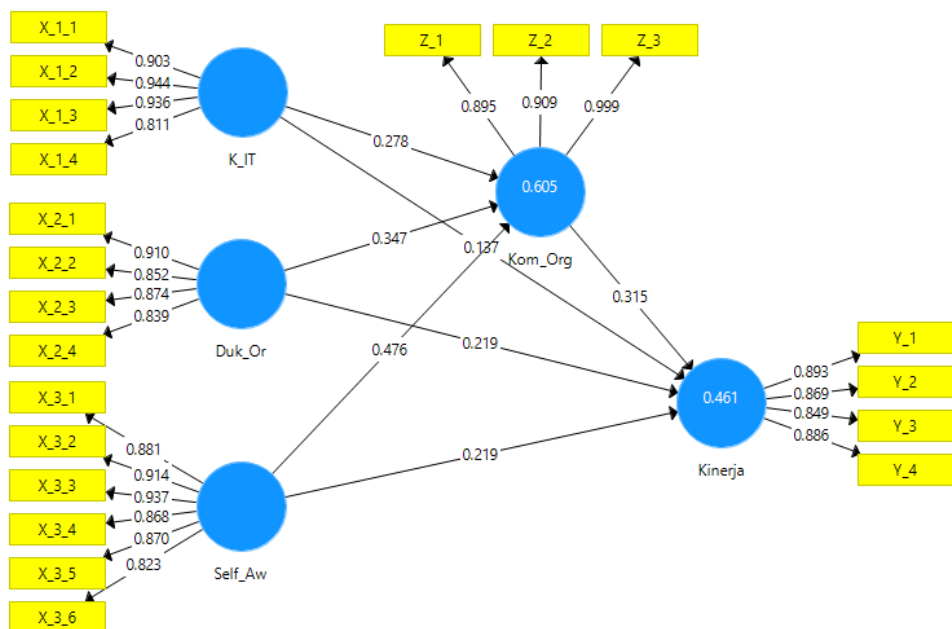 X_1_1
X_1_2
X_1_3
X_1_4
0.903
0.944
0.936
0.811
K_IT
X_2_1
X_2_2
X_2_3
X_2_4
0.910
0.852
0.874
0.839
Duk_Or
X_3_1
X_3_2
X_3_3
X_3_4
X_3_5
X_3_6
0.881
0.914
0.937
0.868
0.870
0.823
Self_Aw
Z_1
Z_2
Z_3
0.895
0.909
0.999
0.605
Kom_Org
0.278
0.347
0.137
0.476
0.219
0.219
0.315
0.461
Kinerja
0.893
0.869
0.849
0.886
Y_1
Y_2
Y_3
Y_4